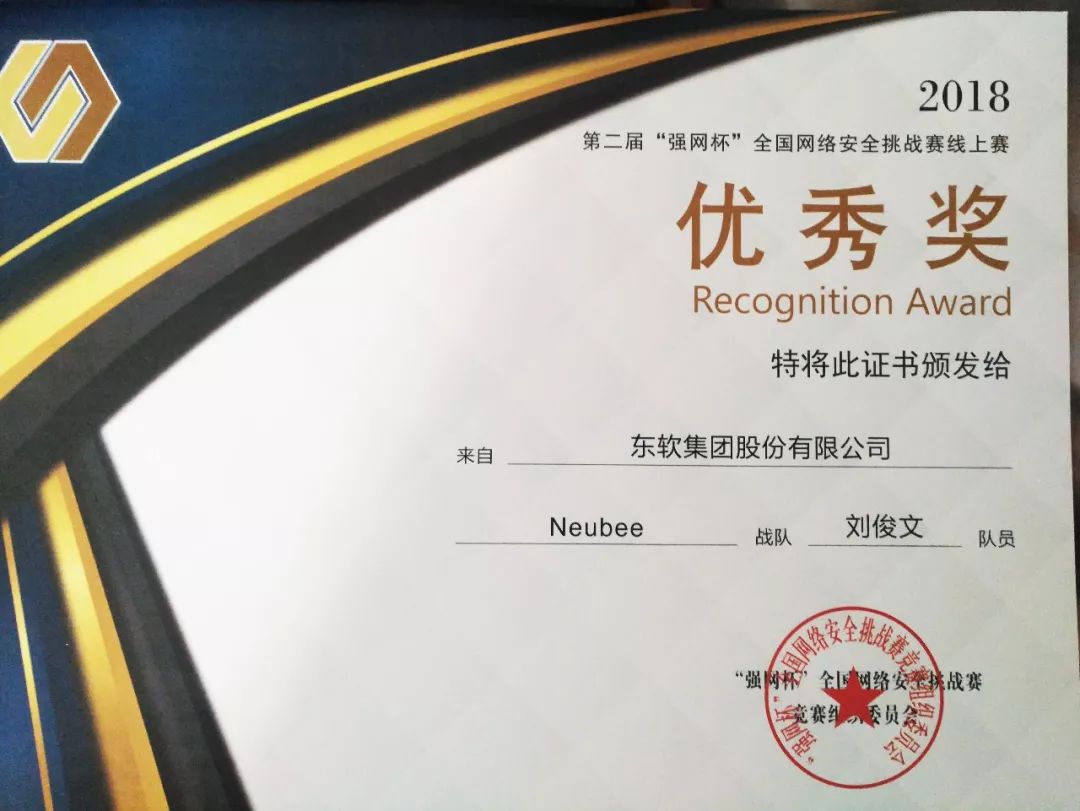 2018
第二届“强网杯”全国网络安全挑战赛线上赛
优秀奖
Recognition Award
特将此证书颁发给
来自 东软集团股份有限公司
Neubee 战队 刘俊文 队员
“强网杯”全国网络安全挑战赛
竞赛组织委员会
“强网杯”全国网络安全挑战赛竞赛组织委员会